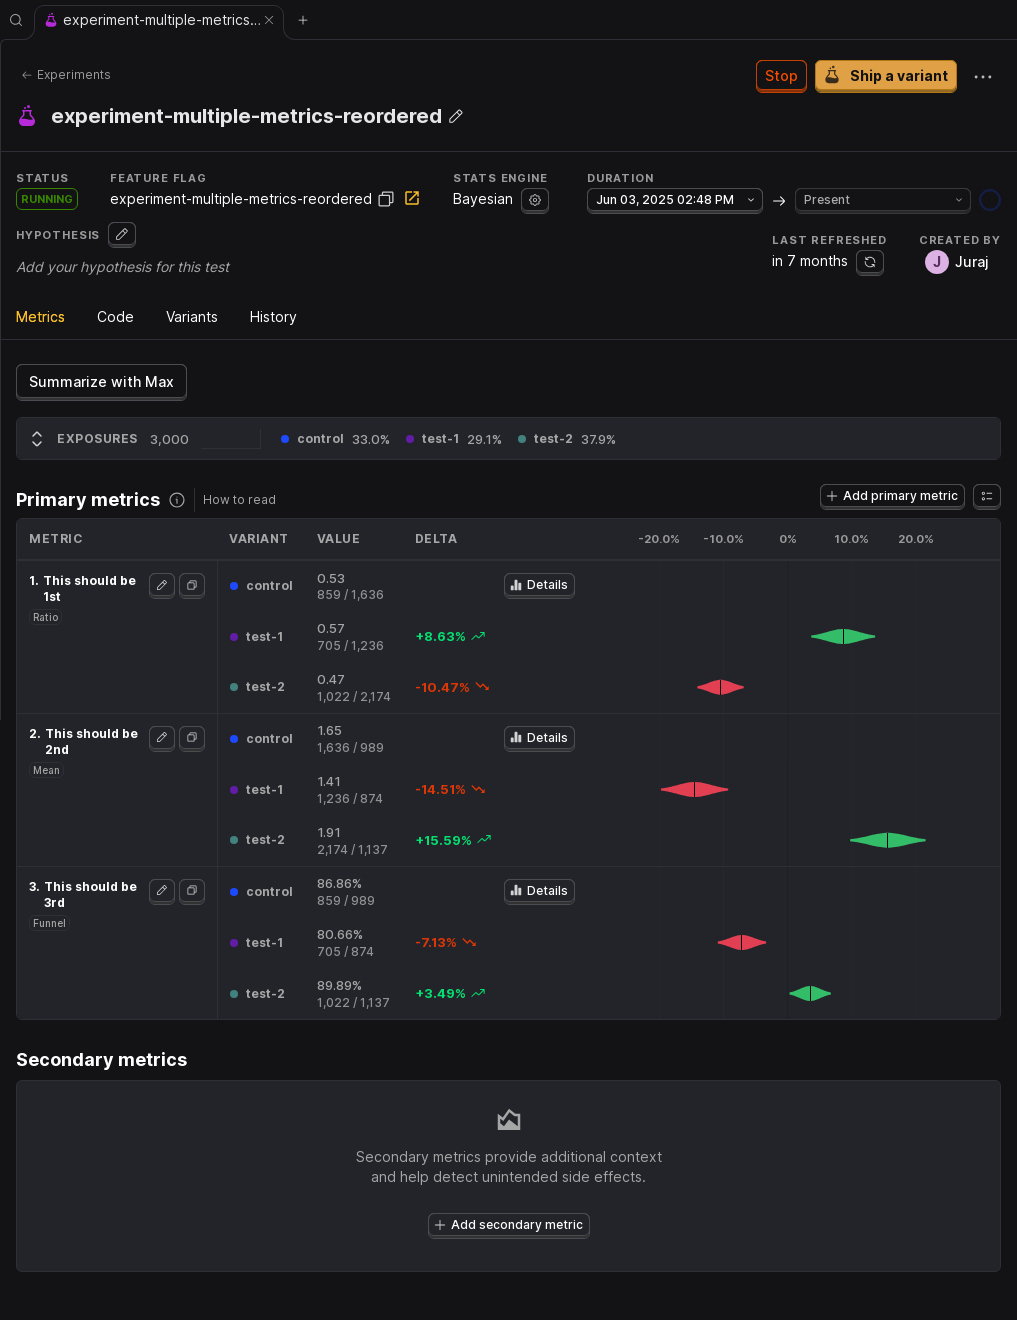 experiment-multiple-metrics...
Experiments
Stop
Ship a variant
experiment-multiple-metrics-reordered
STATUS
FEATURE FLAG
STATS ENGINE
DURATION
RUNNING
experiment-multiple-metrics-reordered
Bayesian
Jun 03, 2025 02:48 PM
Present
HYPOTHESIS
LAST REFRESHED
CREATED BY
Add your hypothesis for this test
in 7 months
J
Juraj
Metrics
Code
Variants
History
Summarize with Max
EXPOSURES 3,000
control 33.0%
test-1 29.1%
test-2 37.9%
Primary metrics
How to read
Add primary metric
METRIC
VARIANT
VALUE
DELTA
-20.0%
-10.0%
0%
10.0%
20.0%
1. This should be
1st
Ratio
control
0.53
859 / 1,636
Details
test-1
0.57
705 / 1,236
+8.63%
test-2
0.47
1,022 / 2,174
-10.47%
2. This should be
2nd
Mean
control
1.65
1,636 / 989
Details
test-1
1.41
1,236 / 874
-14.51%
test-2
1.91
2,174 / 1,137
+15.59%
3. This should be
3rd
Funnel
control
86.86%
859 / 989
Details
test-1
80.66%
705 / 874
-7.13%
test-2
89.89%
1,022 / 1,137
+3.49%
Secondary metrics
Secondary metrics provide additional context
and help detect unintended side effects.
Add secondary metric